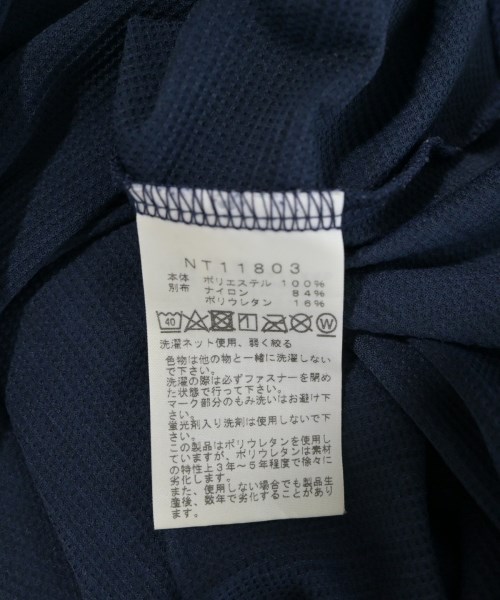 NT11803
本体 ポリエステル 100%
別布 ナイロン 84%
ポリウレタン 16%
40
洗濯ネット使用、弱く絞る
色物は他の物と一緒に洗濯しない
で下さい。
洗濯の際は必ずファスナーを閉め
た状態で行って下さい。
マーク部分のもみ洗いはお避け下
さい。
蛍光剤入り洗剤は使用しないで下
さい。
この製品はポリウレタンを使用し
ていますが、ポリウレタンは素材
の特性上3年〜5年程度で徐々に
劣化します。
また、使用しない場合でも製品生
産後、数年で劣化することがあり
ます。